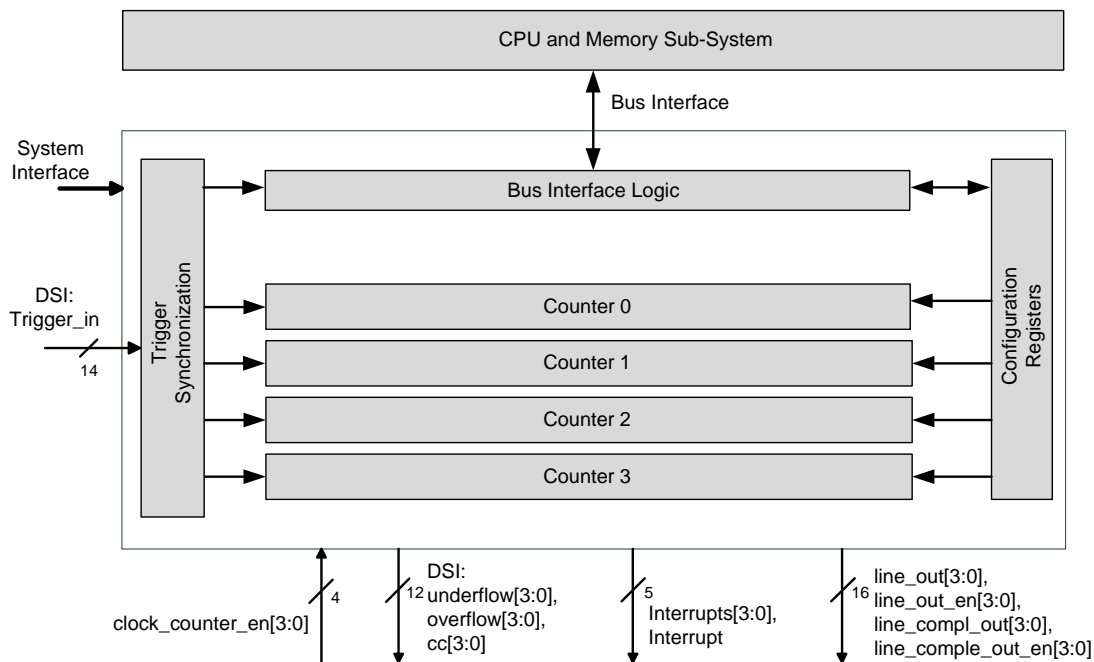 CPU and Memory Sub-System
Bus Interface
System
Interface
Bus Interface Logic
DSI:
Trigger_in
14
Trigger
Synchronization
Counter 0
Counter 1
Counter 2
Counter 3
Configuration
Registers
clock_counter_en[3:0]
4
12
DSI:
underflow[3:0],
overflow[3:0],
cc[3:0]
5
Interrupts[3:0),
Interrupt
16
line_out[3:0],
line_out_en[3:0],
line_compl_out[3:0],
line_comple_out_en[3:0]